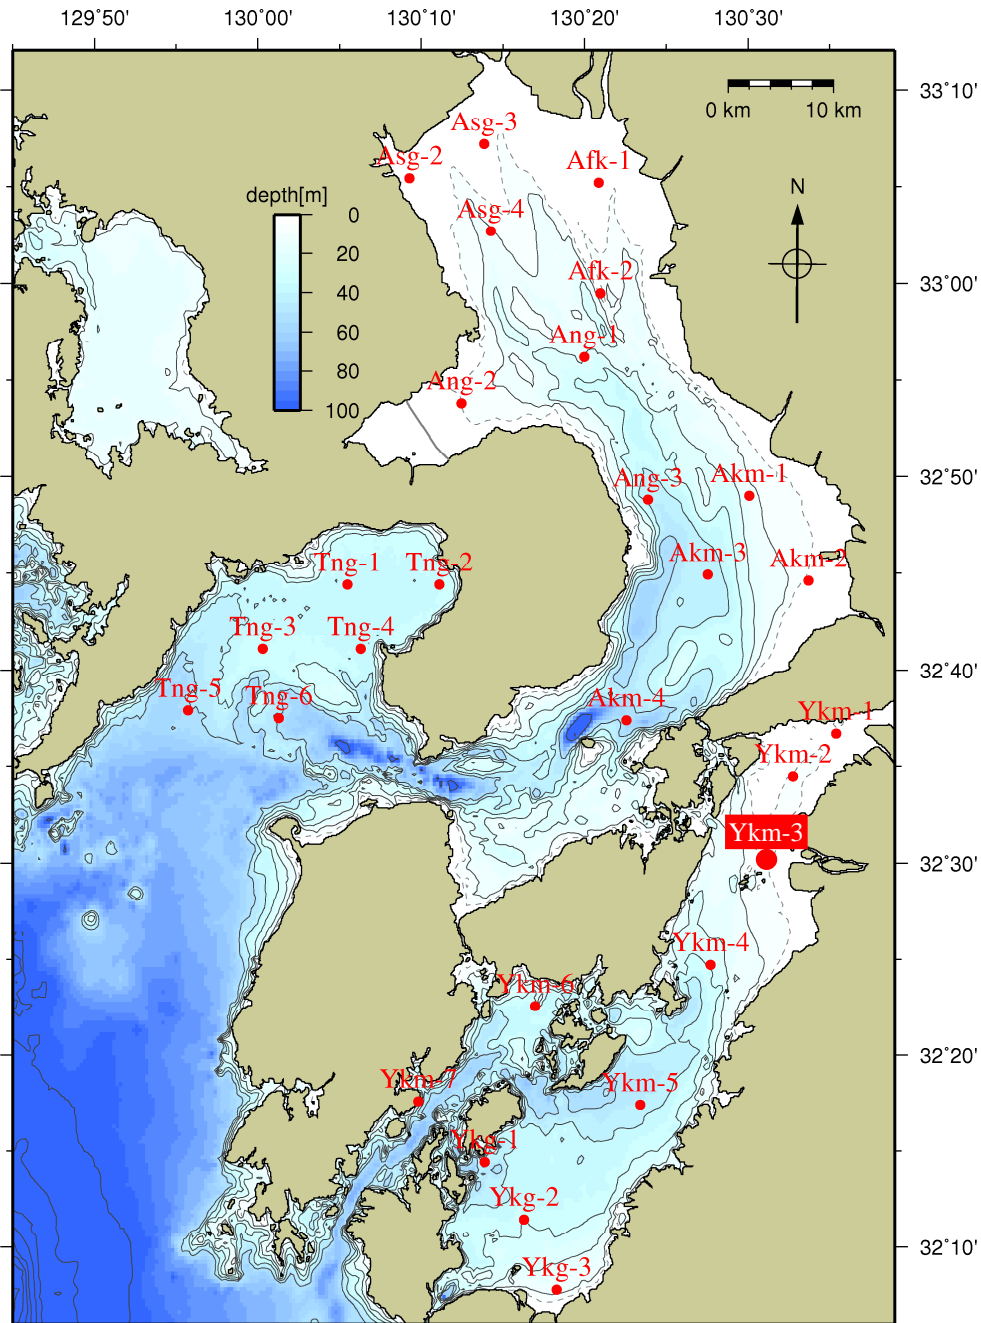 129°50' 130°00' 130°10' 130°20' 130°30'
33°10'
0 km 10 km
Asg-3
Asg-2
Afk-1
N
depth[m]
0
20
40
60
80
100
Asg-4
Afk-2
33°00'
Ang-1
Ang-2
32°50'
Ang-3
Akm-1
Akm-3
Akm-2
Tng-1
Tng-2
Tng-3
Tng-4
32°40'
Tng-5
Tng-6
Akm-4
Ykm-1
Ykm-2
Ykm-3
32°30'
Ykm-4
Ykm-6
32°20'
Ykm-7
Ykm-5
Ykg-1
Ykg-2
32°10'
Ykg-3